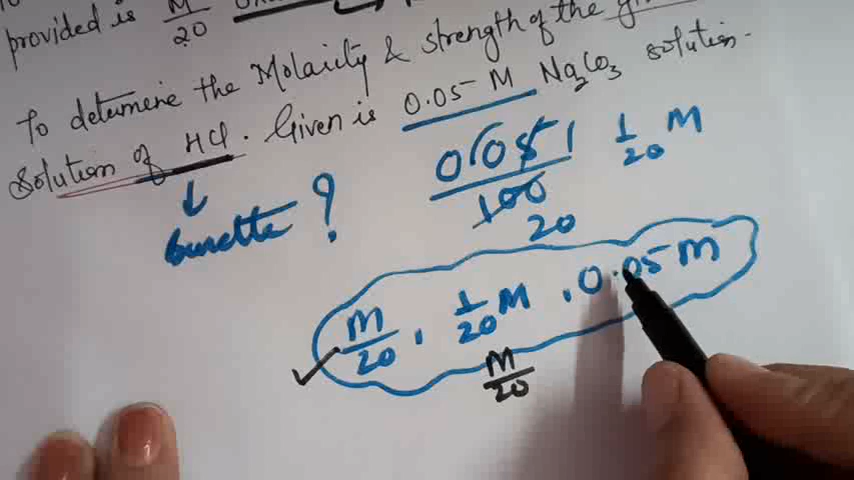 provided is M/20
To determine the Molarity & strength of the
solution of HCl. Given is 0.05 M Na2CO3 solution.
burette ?
0.05 1
100
20
1/20 M
M/20, 1/20 M, 0.05 M
M/20